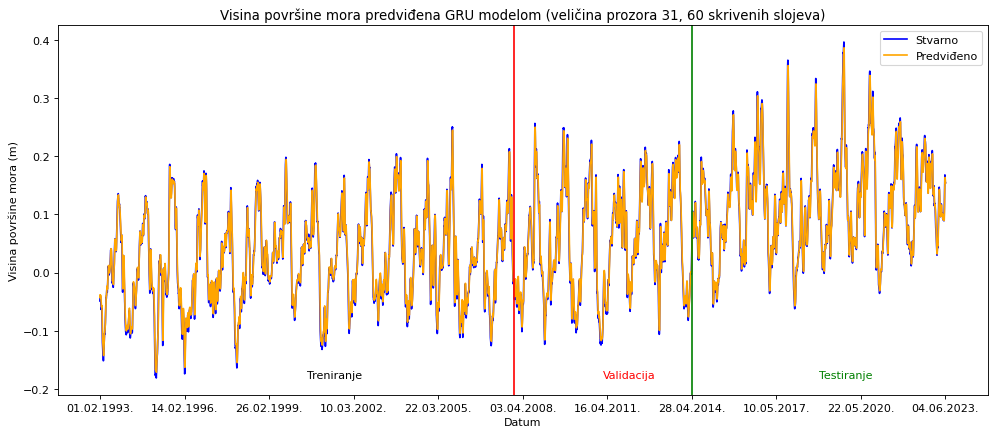 Visina površine mora predviđena GRU modelom (veličina prozora 31, 60 skrivenih slojeva)
Stvarno
Predviđeno
Visina površine mora (m)
0.4
0.3
0.2
0.1
0.0
−0.1
−0.2
Treniranje
Validacija
Testiranje
01.02.1993.
14.02.1996.
26.02.1999.
10.03.2002.
22.03.2005.
03.04.2008.
16.04.2011.
28.04.2014.
10.05.2017.
22.05.2020.
04.06.2023.
Datum